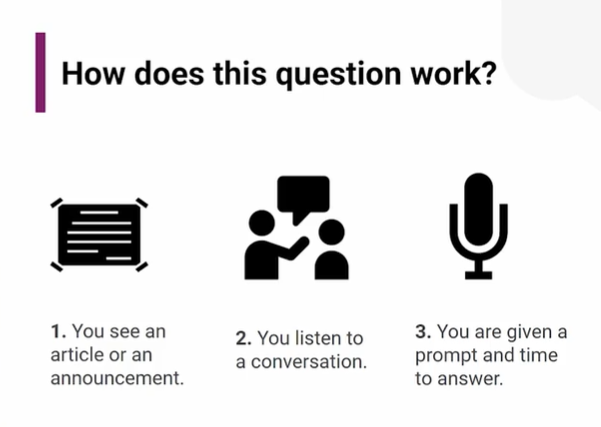 How does this question work?
1. You see an
article or an
announcement.
2. You listen to
a conversation.
3. You are given a
prompt and time
to answer.